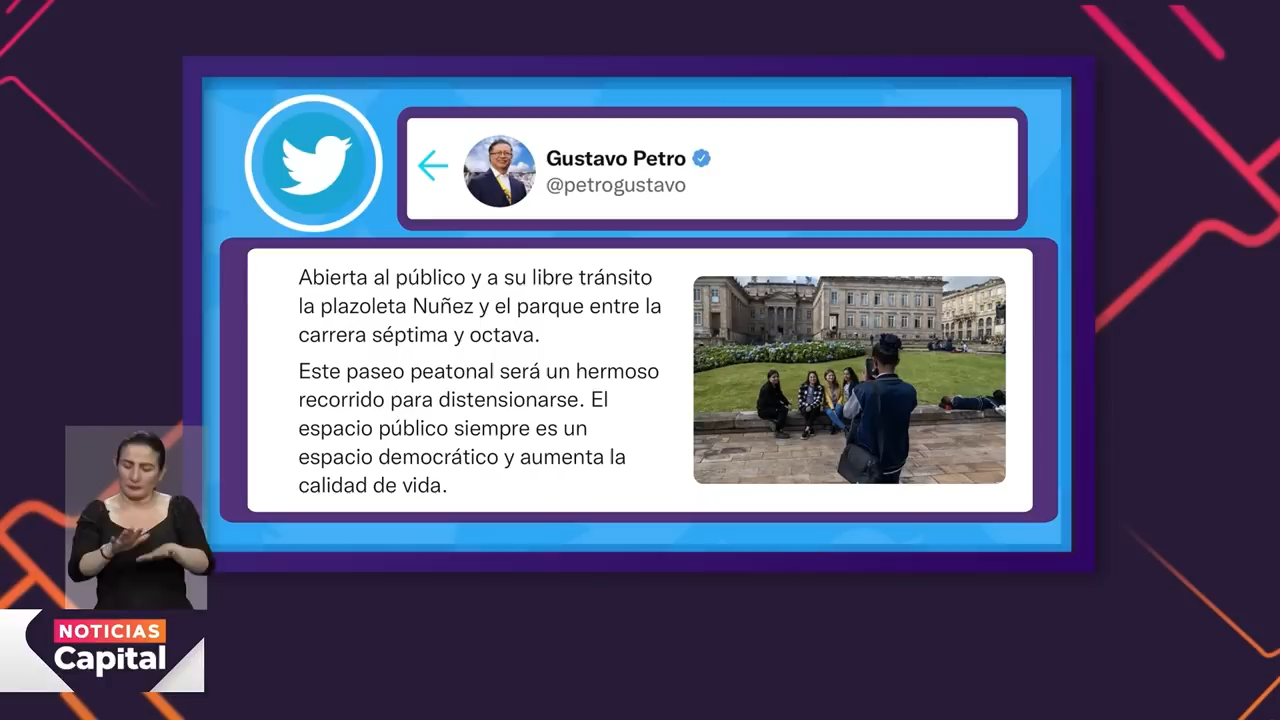 Gustavo Petro
@petrogustavo
Abierta al público y a su libre tránsito
la plazoleta Nuñez y el parque entre la
carrera séptima y octava.
Este paseo peatonal será un hermoso
recorrido para distensionarse. El
espacio público siempre es un
espacio democrático y aumenta la
calidad de vida.
NOTICIAS
Capital